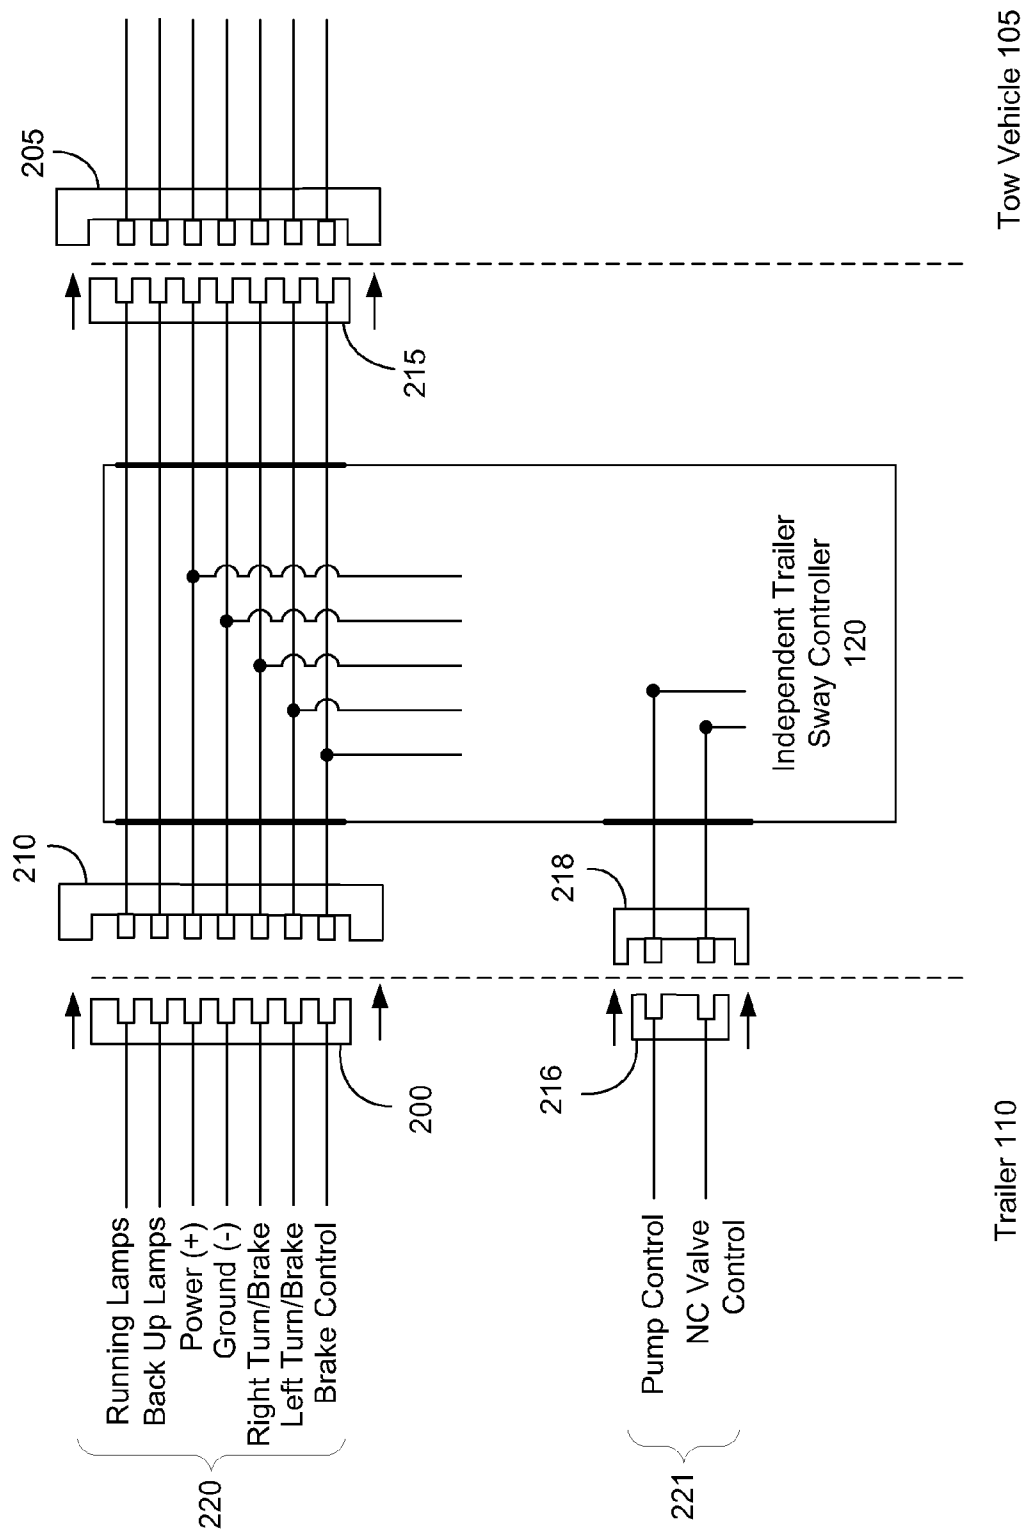 Running Lamps
Back Up Lamps
Power (+)
Ground (-)
Right Turn/Brake
Left Turn/Brake
Brake Control
220
200
210
215
205
Pump Control
NC Valve
Control
221
216
218
Independent Trailer
Sway Controller
120
Trailer 110
Tow Vehicle 105